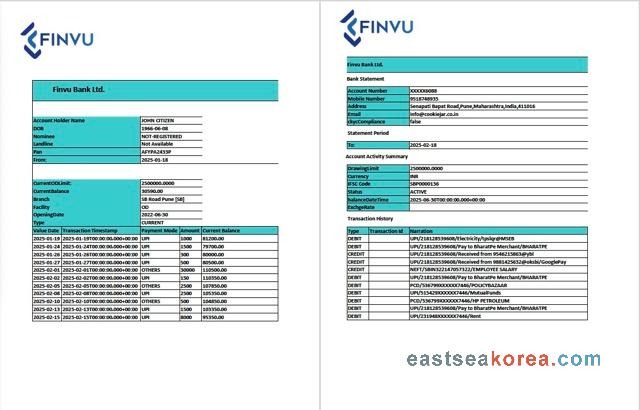 FINVU
Finvu Bank Ltd.
Account Holder Name JOHN CITIZEN
DOB 1966-06-08
Nominee NOT-REGISTERED
Landline Not Available
Pan AFYPA2433P
From: 2025-01-18
CurrentODLimit: 2500000.0000
CurrentBalance 30590.00
Branch SB Road Pune [SB]
Facility OD
OpeningDate 2022-06-30
Type CURRENT
Value Date Transaction Timestamp Payment Mode Amount Current Balance
2025-01-19 2025-01-19T00:00:00.000+00:00 UPI 1000 81200.00
2025-01-24 2025-01-24T00:00:00.000+00:00 UPI 1500 79700.00
2025-01-26 2025-01-26T00:00:00.000+00:00 UPI 300 80000.00
2025-01-27 2025-01-27T00:00:00.000+00:00 UPI 500 80500.00
2025-02-01 2025-02-01T00:00:00.000+00:00 OTHERS 30000 110500.00
2025-02-02 2025-02-02T00:00:00.000+00:00 UPI 150 110350.00
2025-02-05 2025-02-05T00:00:00.000+00:00 OTHERS 2500 107850.00
2025-02-08 2025-02-08T00:00:00.000+00:00 UPI 2500 105350.00
2025-02-10 2025-02-10T00:00:00.000+00:00 OTHERS 500 104850.00
2025-02-13 2025-02-13T00:00:00.000+00:00 UPI 1500 103350.00
2025-02-15 2025-02-15T00:00:00.000+00:00 UPI 8000 95350.00
FINVU
Finvu Bank Ltd.
Bank Statement
Account Number XXXXXX6088
Mobile Number 9518748935
Address Senapati Bapat Road,Pune,Maharashtra,India,411016
Email info@cookiejar.co.in
ckycCompliance false
Statement Period
To: 2025-02-18
Account Activity Summary
DrawingLimit 2500000.0000
Currency INR
IFSC Code SBP0000136
Status ACTIVE
balanceDateTime 2025-06-30T00:00:00.000+00:00
ExchgeRate
Transaction History
Type Transaction Id Narration
DEBIT UPI/218128539608/Electricity/tpslqr@MSEB
DEBIT UPI/218128539608/Pay to BharatPe Merchant/BHARATPE
CREDIT UPI/218128539608/Received from 9546215863@ybl
CREDIT UPI/218128539608/Received from 9881425632@oksbi/GooglePay
CREDIT NEFT/SBIN322147057322/EMPLOYEE SALARY
DEBIT UPI/218128539608/Pay to BharatPe Merchant/BHARATPE
DEBIT PCD/536799XXXXXX7446/POLICYBAZAAR
DEBIT UPI/515429XXXXXX7446/MutualFunds
DEBIT PCD/536799XXXXXX7446/HP PETROLEUM
DEBIT UPI/218128539608/Pay to BharatPe Merchant/BHARATPE
DEBIT UPI/231948XXXXXX7446/Rent
eastseakorea.com